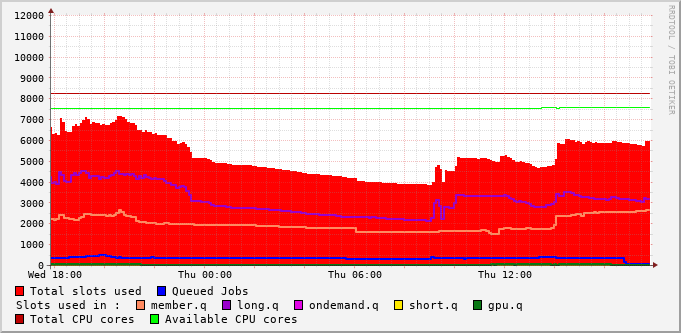 12000
11000
10000
9000
8000
7000
6000
5000
4000
3000
2000
1000
0
Wed 18:00 Thu 00:00 Thu 06:00 Thu 12:00
RRDTOOL / TOBI OETIKER
Total slots used Queued Jobs
Slots used in : member.q long.q ondemand.q short.q gpu.q
Total CPU cores Available CPU cores